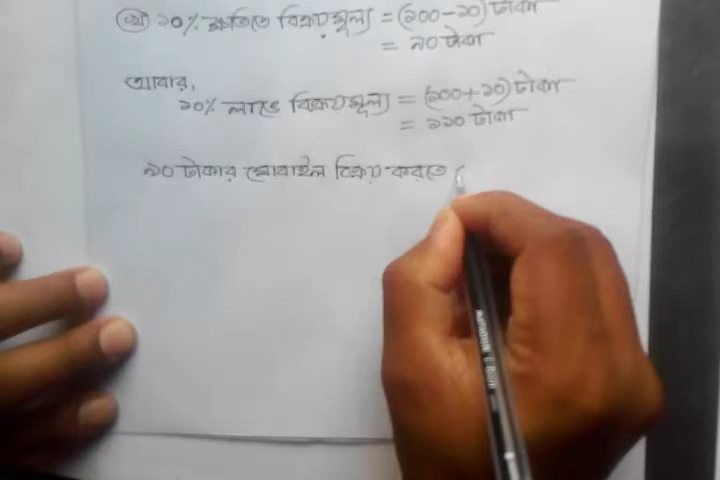 (খ) ১০% ক্ষতিতে বিক্রয়মূল্য = (১০০-১০) টাকা
= ৯০ টাকা
আবার,
১০% লাভে বিক্রয়মূল্য = (১০০+১০) টাকা
= ১১০ টাকা
৯০ টাকার মোবাইল বিক্রয় করতে